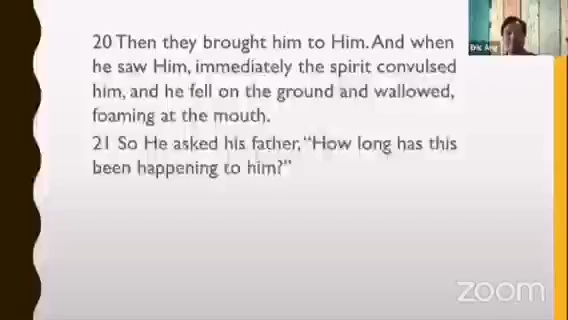 20 Then they brought him to Him. And when
he saw Him, immediately the spirit convulsed
him, and he fell on the ground and wallowed,
foaming at the mouth.
21 So He asked his father, “How long has this
been happening to him?”
Eric Ang
zoom